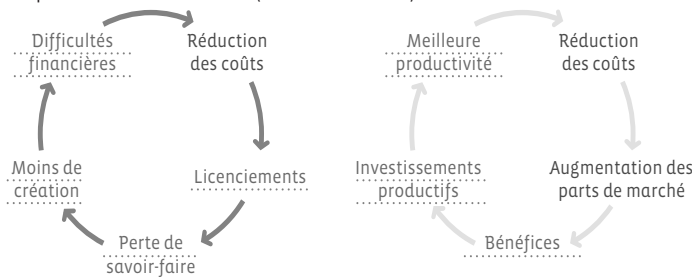 Difficultés
financières
Réduction
des coûts
Licenciements
Perte de
savoir-faire
Moins de
création
Meilleure
productivité
Réduction
des coûts
Augmentation des
parts de marché
Bénéfices
Investissements
productifs